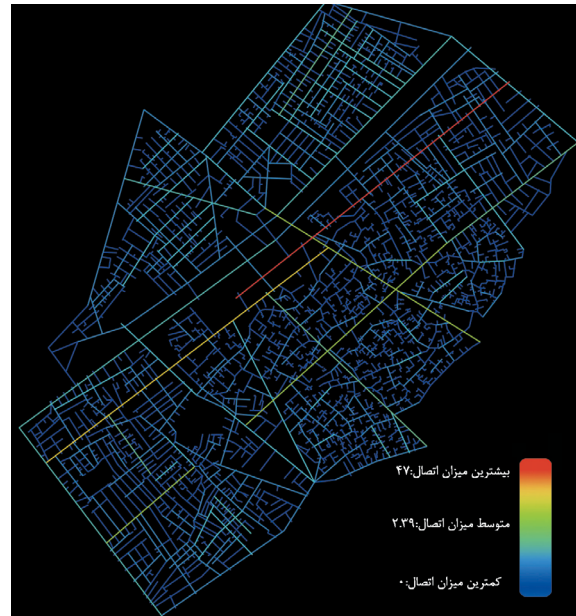 بیشترین میزان اتصال:۴۷
متوسط میزان اتصال:۲.۳۹
کمترین میزان اتصال:۰